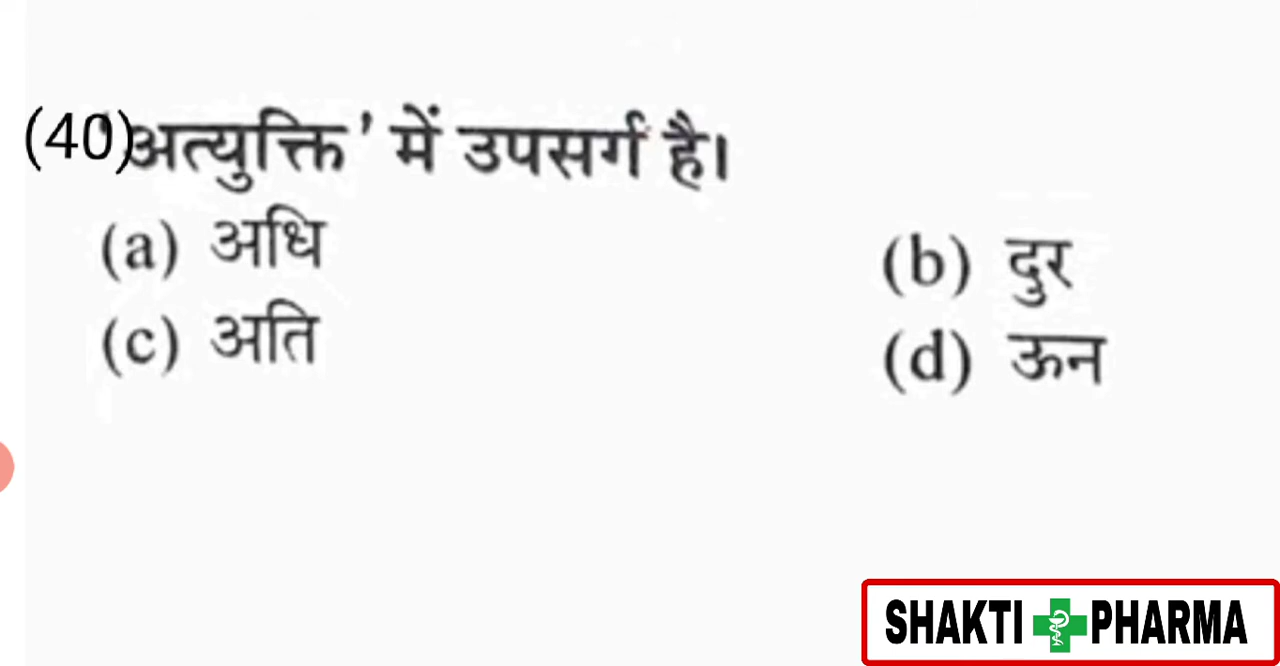 (40)'अत्युक्ति' में उपसर्ग है।
(a) अधि (b) दुर
(c) अति (d) ऊन
SHAKTI PHARMA